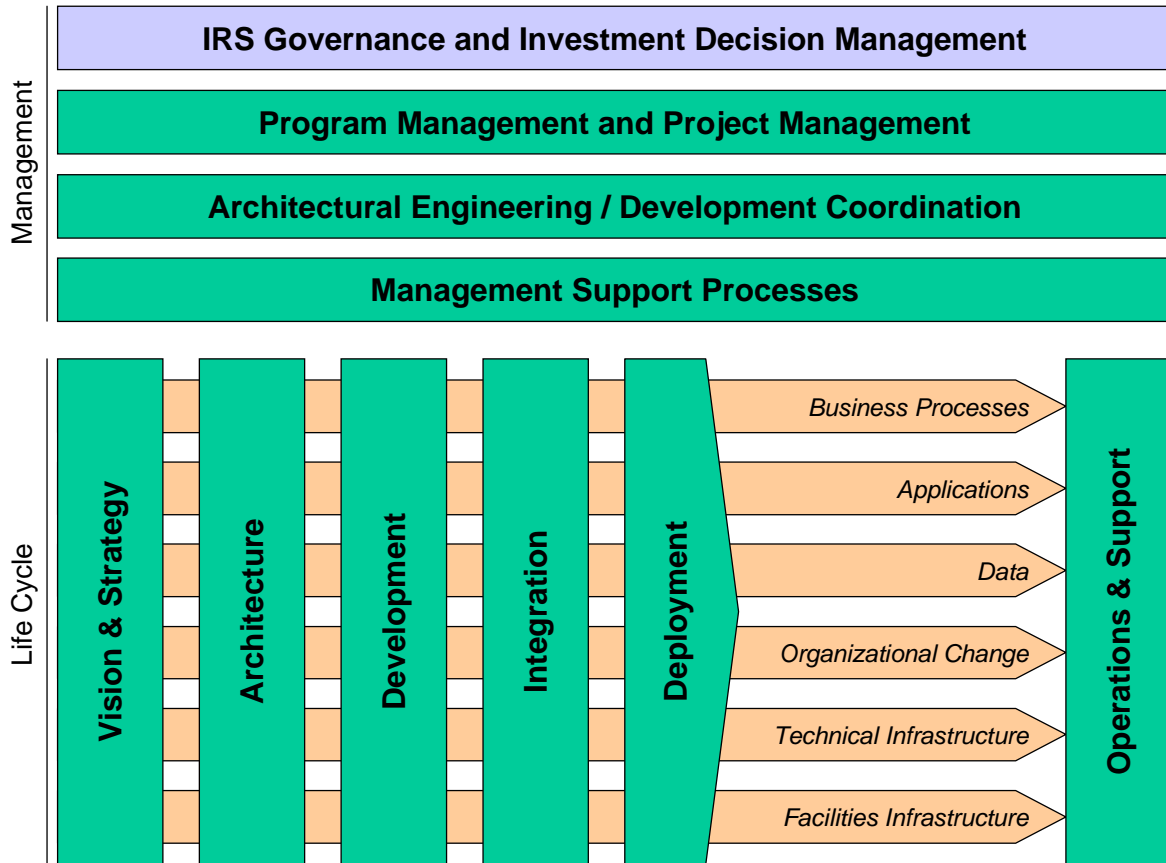 Management
IRS Governance and Investment Decision Management
Program Management and Project Management
Architectural Engineering / Development Coordination
Management Support Processes
Life Cycle
Vision & Strategy
Architecture
Development
Integration
Deployment
Business Processes
Applications
Data
Organizational Change
Technical Infrastructure
Facilities Infrastructure
Operations & Support